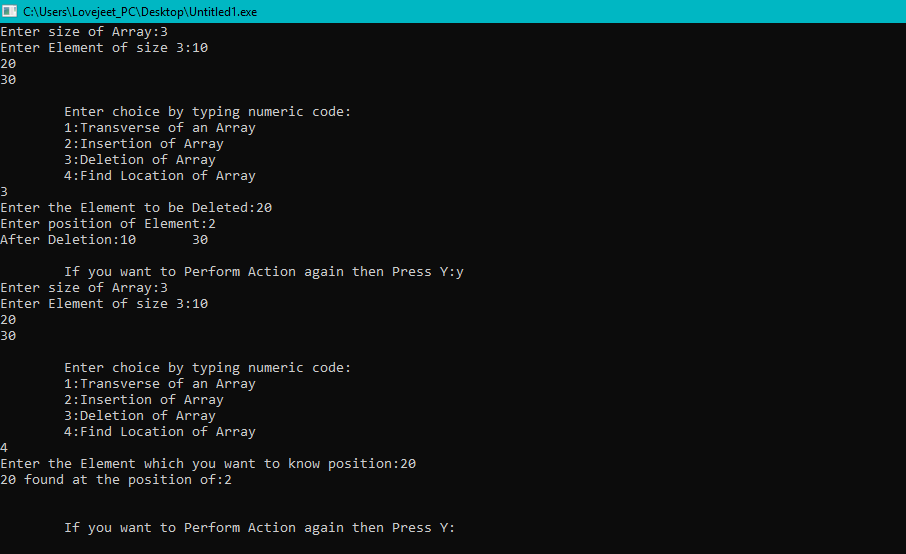 C:\Users\Lovejeet_PC\Desktop\Untitled1.exe
Enter size of Array:3
Enter Element of size 3:10
20
30
Enter choice by typing numeric code:
1:Transverse of an Array
2:Insertion of Array
3:Deletion of Array
4:Find Location of Array
3
Enter the Element to be Deleted:20
Enter position of Element:2
After Deletion:10       30
If you want to Perform Action again then Press Y:y
Enter size of Array:3
Enter Element of size 3:10
20
30
Enter choice by typing numeric code:
1:Transverse of an Array
2:Insertion of Array
3:Deletion of Array
4:Find Location of Array
4
Enter the Element which you want to know position:20
20 found at the position of:2
If you want to Perform Action again then Press Y: